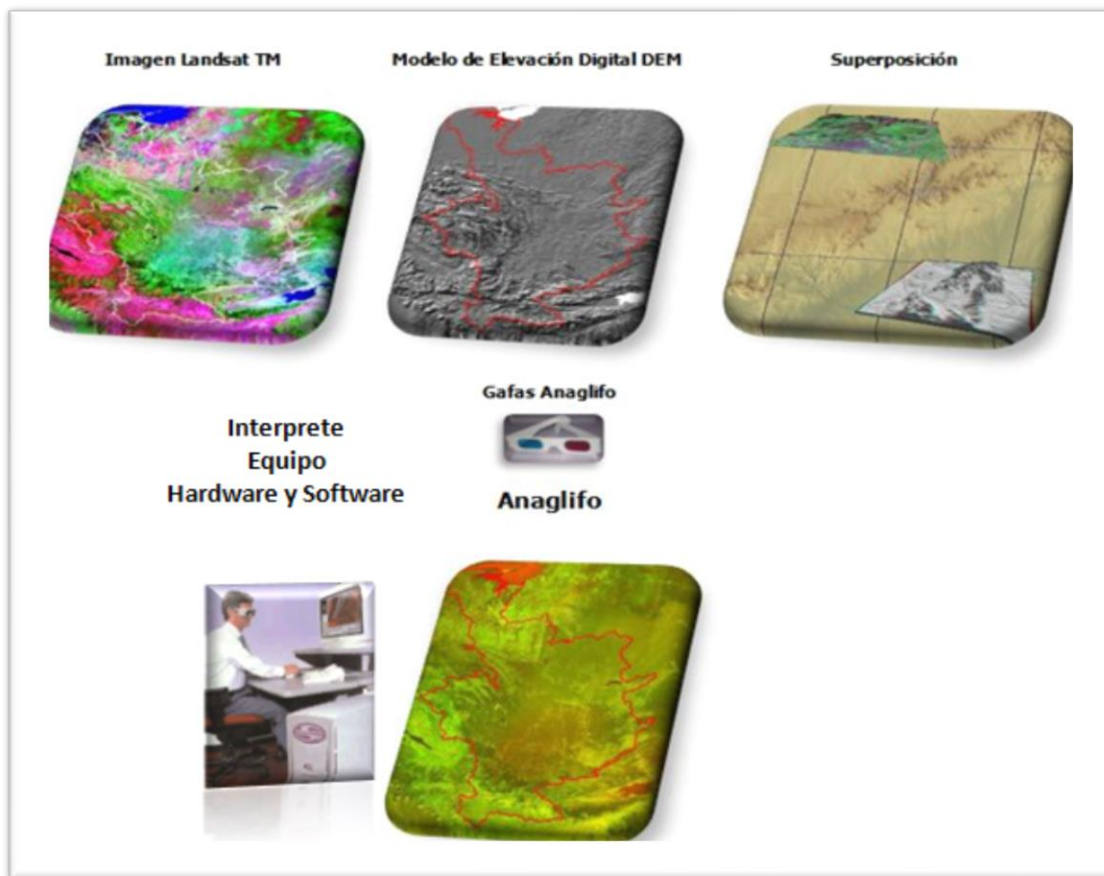 Imagen Landsat TM
Modelo de Elevación Digital DEM
Superposición
Gafas Anaglifo
Interprete
Equipo
Hardware y Software
Anaglifo